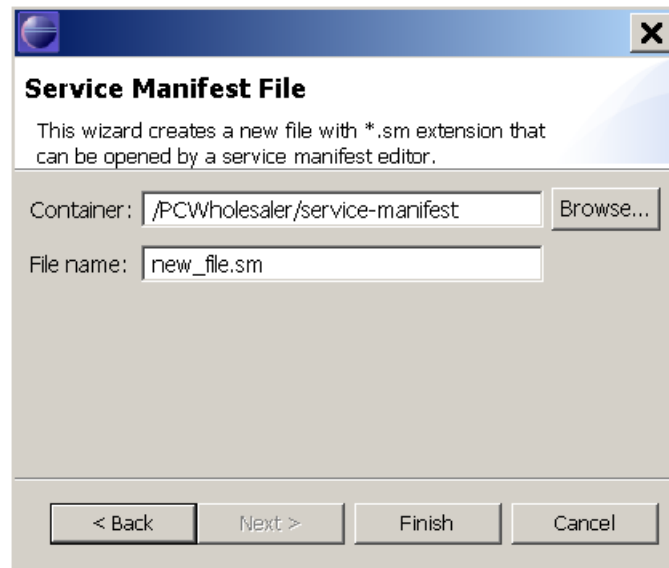 Service Manifest File
This wizard creates a new file with *.sm extension that
can be opened by a service manifest editor.
Container: /PCWholesaler/service-manifest Browse...
File name: new_file.sm
< Back Next > Finish Cancel